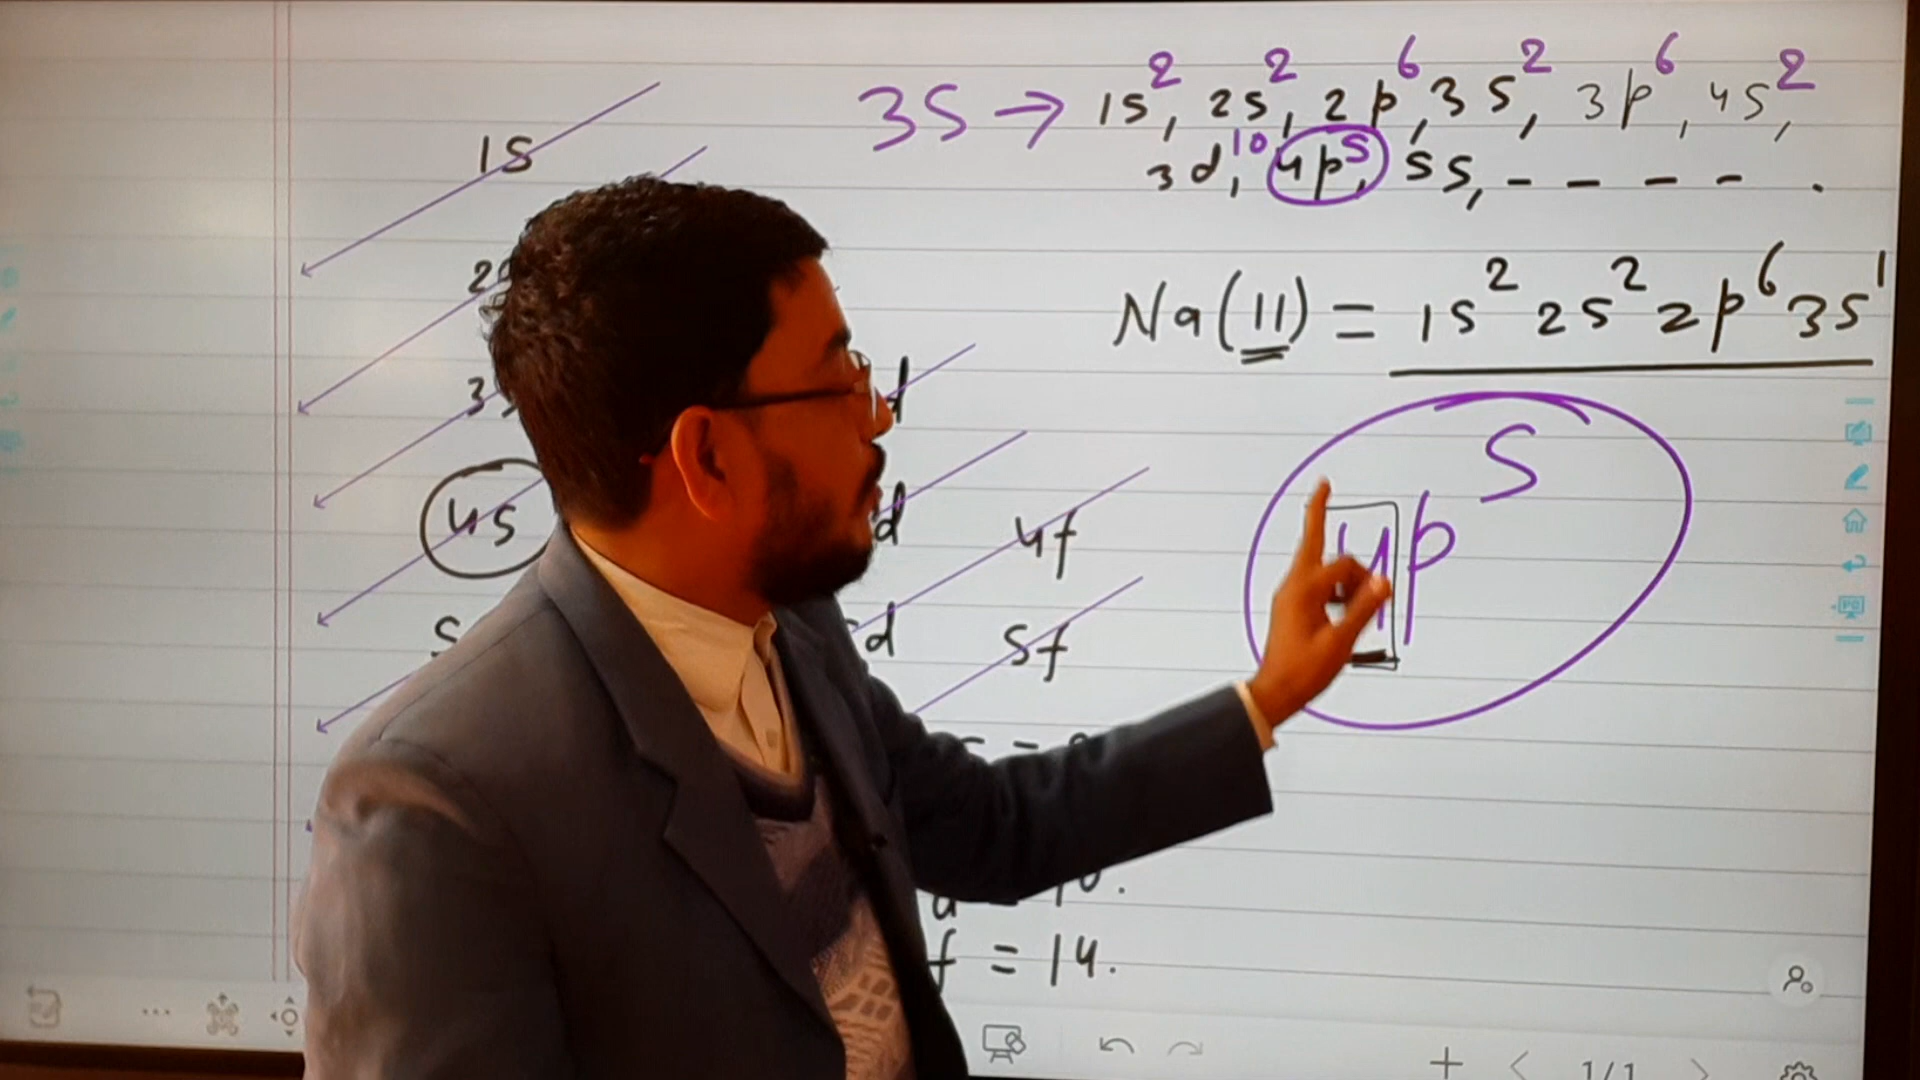 3S → 1s², 2s², 2p⁶, 3s², 3p⁶, 4s²,
3d¹⁰, 4p⁵, 5s, - - - - .
1s
Na(11) = 1s² 2s² 2p⁶ 3s¹
d
4s
d
4f
4p⁵
d
5f
f = 14.
1/1